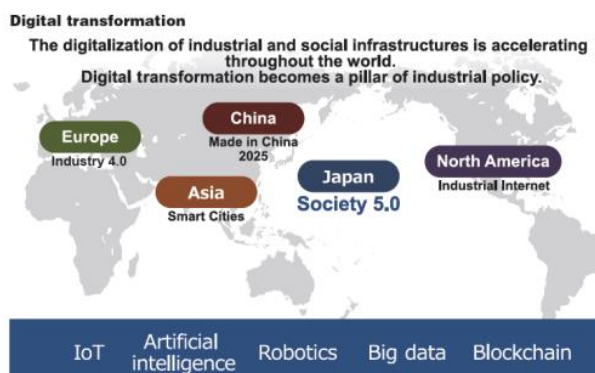 Digital transformation
The digitalization of industrial and social infrastructures is accelerating
throughout the world.
Digital transformation becomes a pillar of industrial policy.
China
Made in China
2025
Europe
Industry 4.0
North America
Industrial Internet
Japan
Society 5.0
Asia
Smart Cities
IoT
Artificial
intelligence
Robotics
Big data
Blockchain